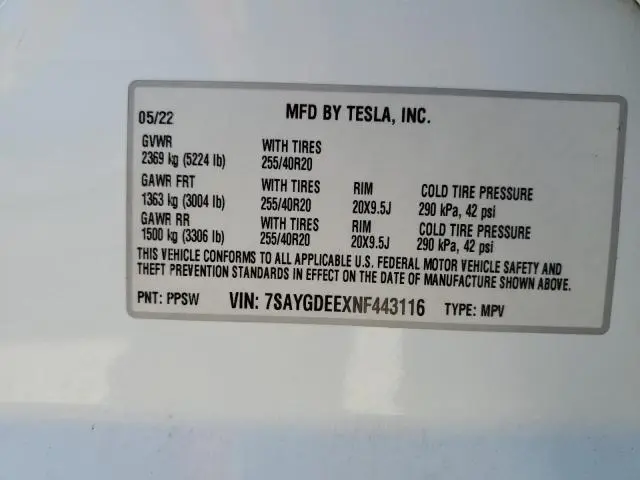 05/22 MFD BY TESLA, INC.
GVWR WITH TIRES
2369 kg (5224 lb) 255/40R20
GAWR FRT WITH TIRES RIM COLD TIRE PRESSURE
1363 kg (3004 lb) 255/40R20 20X9.5J 290 kPa, 42 psi
GAWR RR WITH TIRES RIM COLD TIRE PRESSURE
1500 kg (3306 lb) 255/40R20 20X9.5J 290 kPa, 42 psi
THIS VEHICLE CONFORMS TO ALL APPLICABLE U.S. FEDERAL MOTOR VEHICLE SAFETY AND
THEFT PREVENTION STANDARDS IN EFFECT ON THE DATE OF MANUFACTURE SHOWN ABOVE.
PNT: PPSW VIN: 7SAYGDEEXNF443116 TYPE: MPV